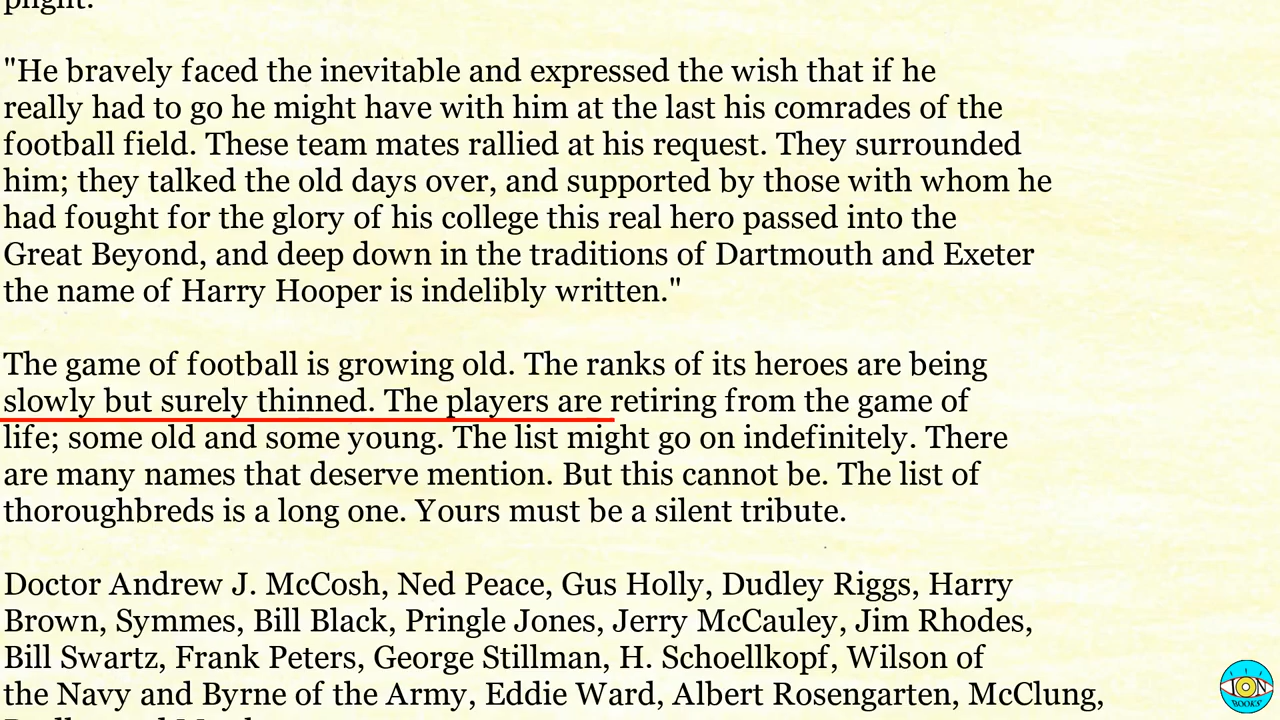 plight.
"He bravely faced the inevitable and expressed the wish that if he
really had to go he might have with him at the last his comrades of the
football field. These team mates rallied at his request. They surrounded
him; they talked the old days over, and supported by those with whom he
had fought for the glory of his college this real hero passed into the
Great Beyond, and deep down in the traditions of Dartmouth and Exeter
the name of Harry Hooper is indelibly written."
The game of football is growing old. The ranks of its heroes are being
slowly but surely thinned. The players are retiring from the game of
life; some old and some young. The list might go on indefinitely. There
are many names that deserve mention. But this cannot be. The list of
thoroughbreds is a long one. Yours must be a silent tribute.
Doctor Andrew J. McCosh, Ned Peace, Gus Holly, Dudley Riggs, Harry
Brown, Symmes, Bill Black, Pringle Jones, Jerry McCauley, Jim Rhodes,
Bill Swartz, Frank Peters, George Stillman, H. Schoellkopf, Wilson of
the Navy and Byrne of the Army, Eddie Ward, Albert Rosengarten, McClung,
ION
BOOKS